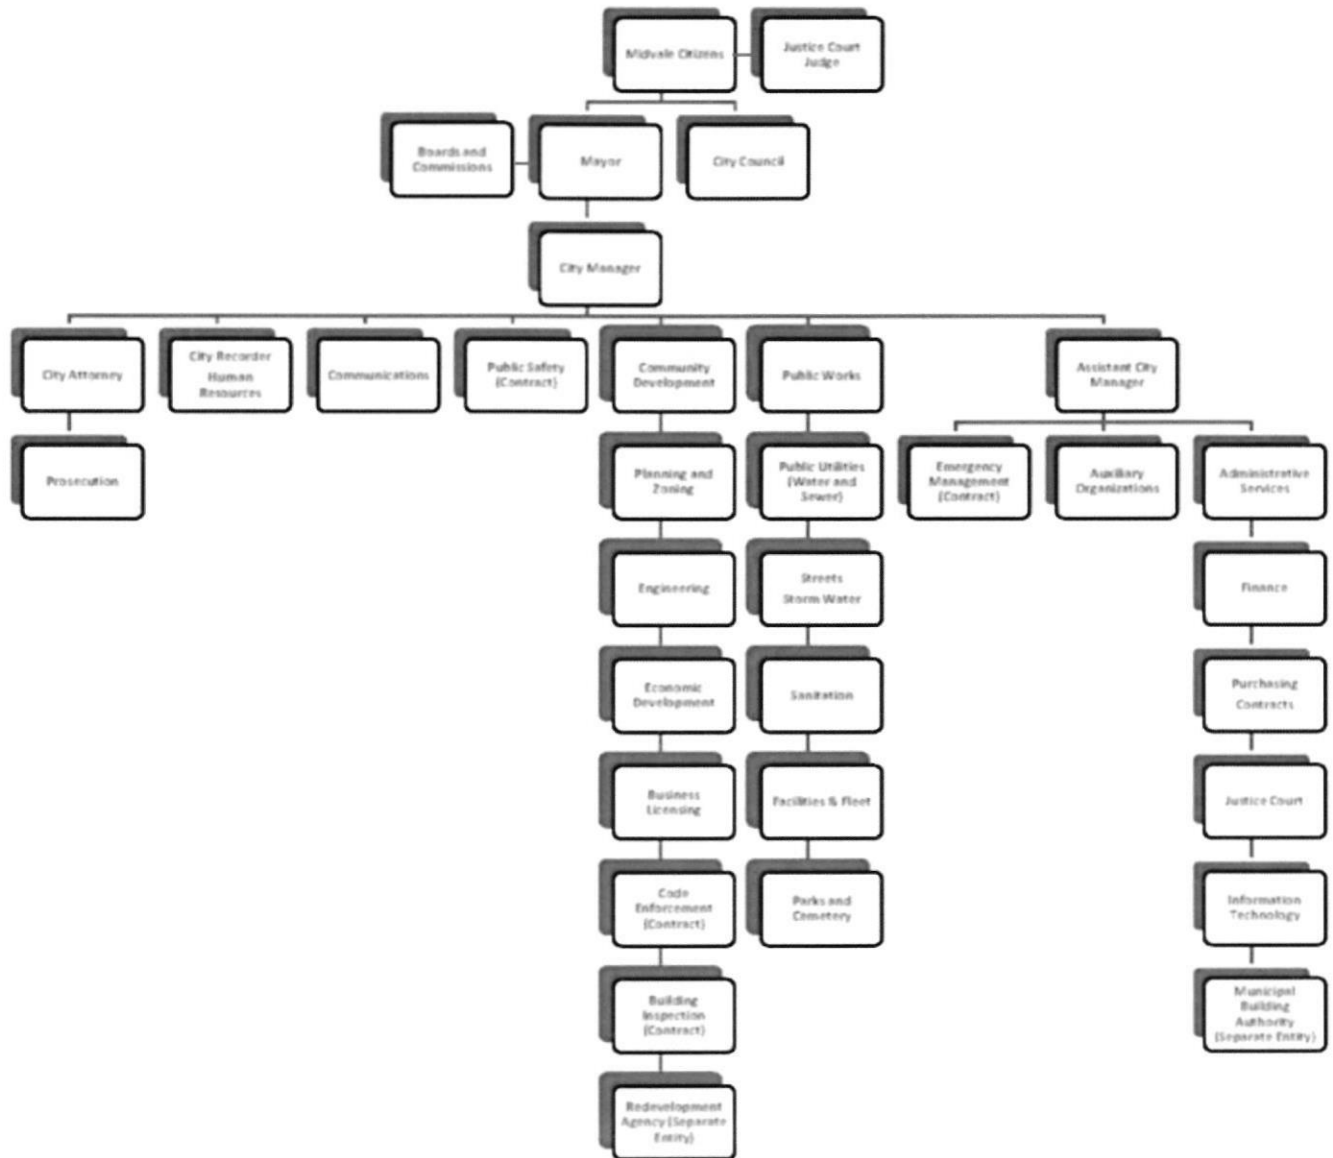 Midvale Citizens
Justice Court
Judge
Boards and
Commissions
Mayor
City Council
City Manager
City Attorney
City Recorder
Human
Resources
Communications
Public Safety
(Contract)
Community
Development
Public Works
Assistant City
Manager
Prosecution
Planning and
Zoning
Public Utilities
(Water and
Sewer)
Emergency
Management
(Contract)
Auxiliary
Organizations
Administrative
Services
Engineering
Streets
Storm Water
Finance
Economic
Development
Sanitation
Purchasing
Contracts
Business
Licensing
Facilities & Fleet
Justice Court
Code
Enforcement
(Contract)
Parks and
Cemetery
Information
Technology
Building
Inspection
(Contract)
Municipal
Building
Authority
(Separate Entity)
Redevelopment
Agency (Separate
Entity)